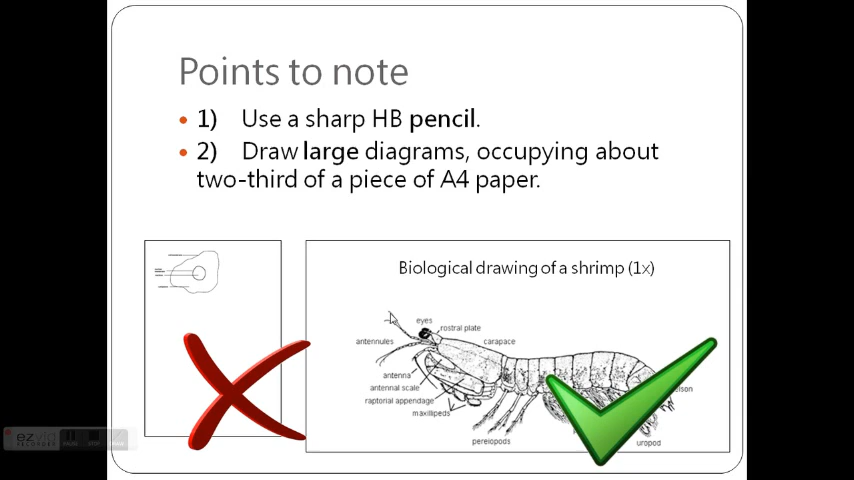 Points to note
1) Use a sharp HB pencil.
2) Draw large diagrams, occupying about
two-third of a piece of A4 paper.
Biological drawing of a shrimp (1x)
eyes
rostral plate
antennules
carapace
antenna
antennal scale
raptorial appendage
maxillipeds
pereiopods
uropod
ezvid
RECORDER